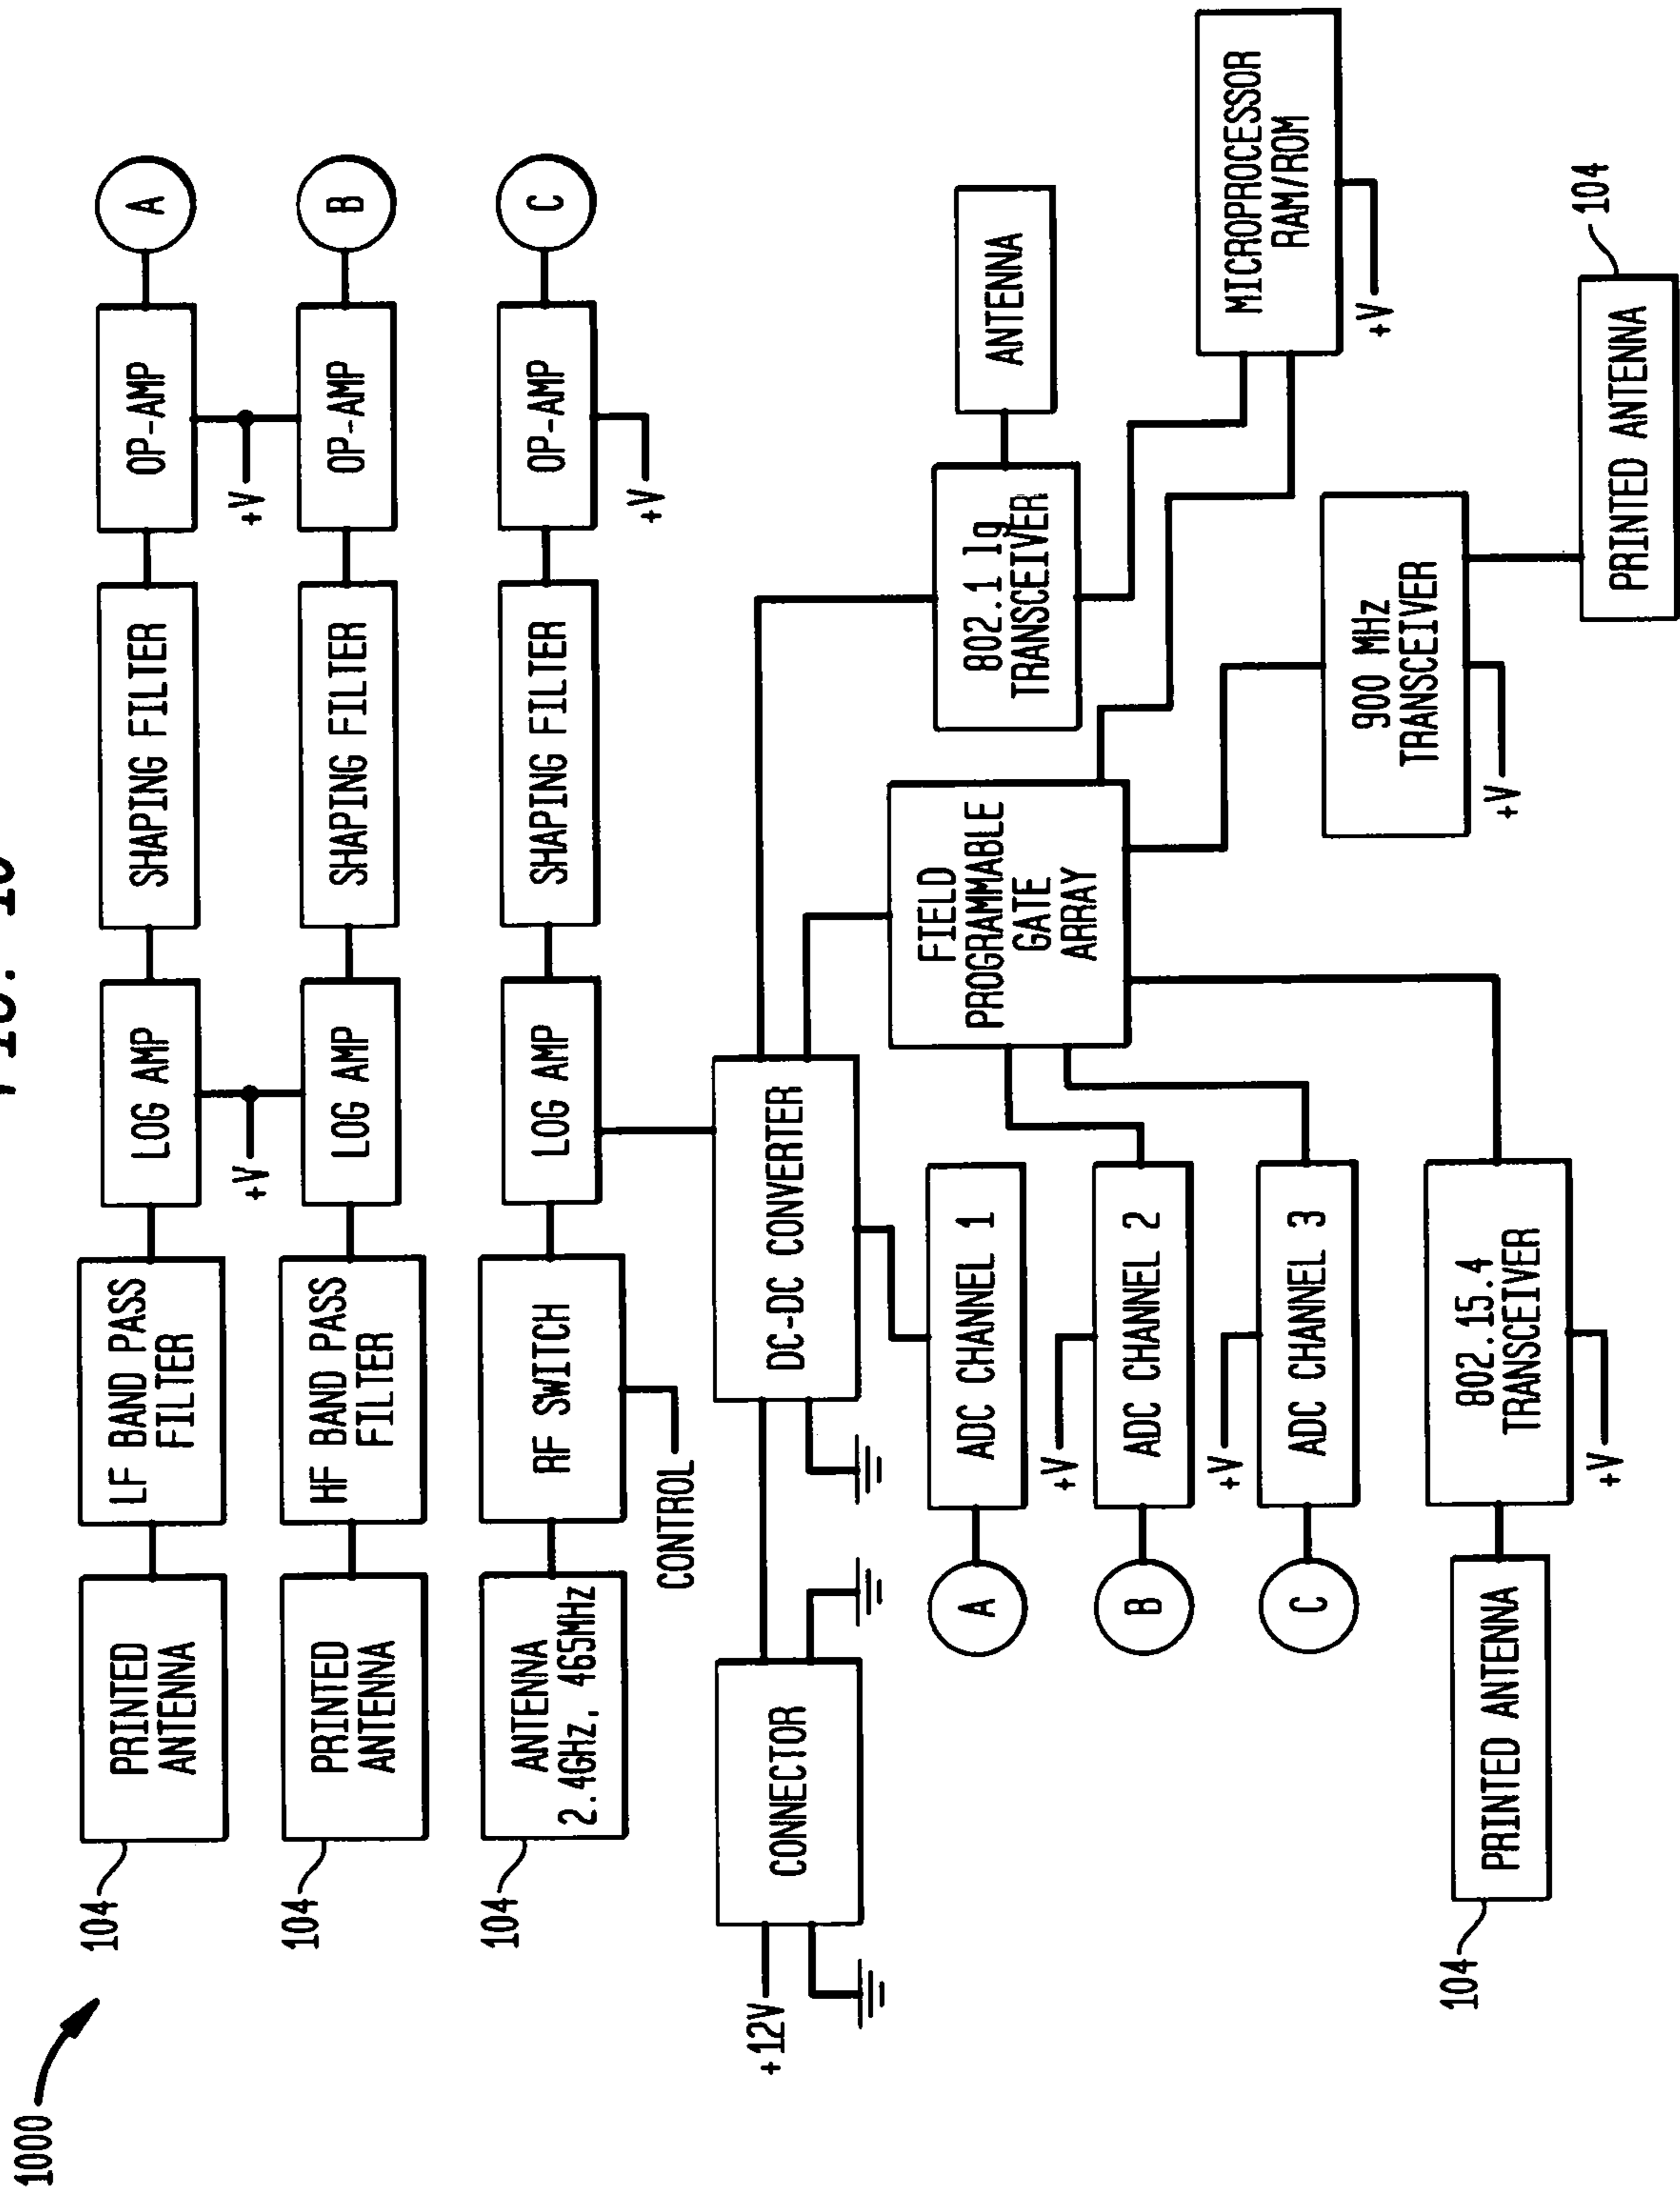 1000
104
PRINTED
ANTENNA
LF BAND PASS
FILTER
LOG AMP
SHAPING FILTER
OP-AMP
A
+V
+V
104
PRINTED
ANTENNA
HF BAND PASS
FILTER
LOG AMP
SHAPING FILTER
OP-AMP
B
104
ANTENNA
2.4GHz, 465MHz
RF SWITCH
CONTROL
LOG AMP
SHAPING FILTER
OP-AMP
C
+V
+12V
CONNECTOR
DC-DC CONVERTER
802.1 1g
TRANSCEIVER
ANTENNA
A
ADC CHANNEL 1
FIELD
PROGRAMMABLE
GATE
ARRAY
+V
B
ADC CHANNEL 2
+V
C
ADC CHANNEL 3
MICROPROCESSOR
RAM/ROM
+V
900 MHz
TRANSCEIVER
+V
104
PRINTED ANTENNA
802.15.4
TRANSCEIVER
+V
PRINTED ANTENNA
104